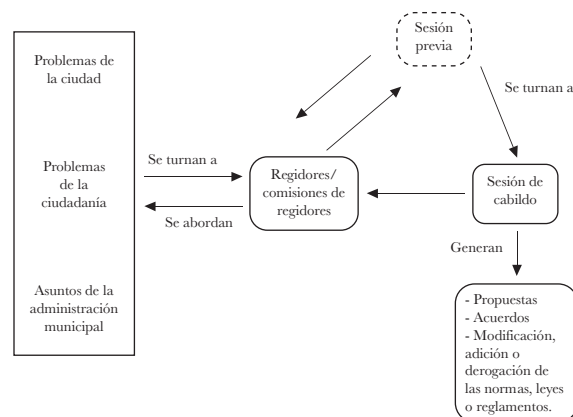 Sesión
previa
Problemas de
la ciudad
Se turnan a
Problemas
de la
ciudadanía
Se turnan a
Se abordan
Regidores/
comisiones de
regidores
Sesión de
cabildo
Generan
Asuntos de la
administración
municipal
- Propuestas
- Acuerdos
- Modificación,
adición o
derogación de
las normas, leyes
o reglamentos.